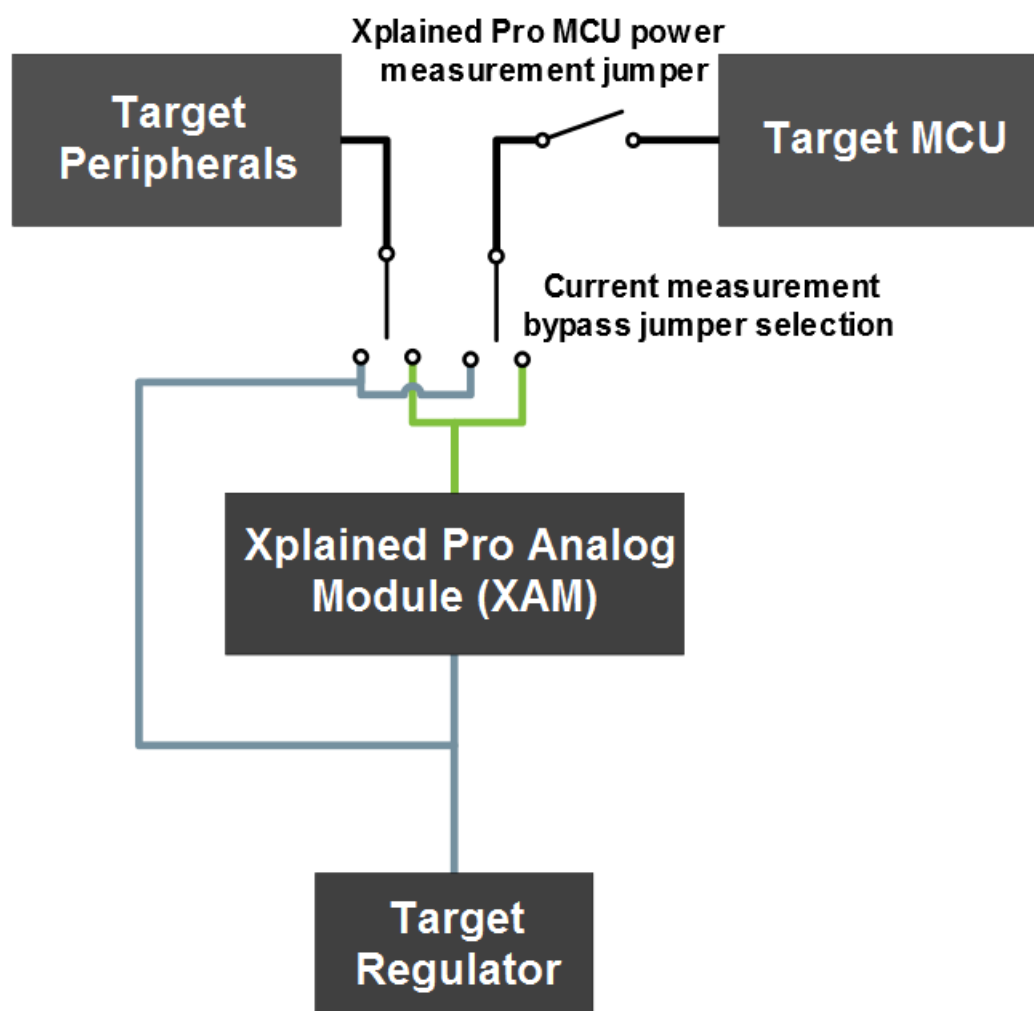 Xplained Pro MCU power
measurement jumper
Target
Peripherals
Target MCU
Current measurement
bypass jumper selection
Xplained Pro Analog
Module (XAM)
Target
Regulator